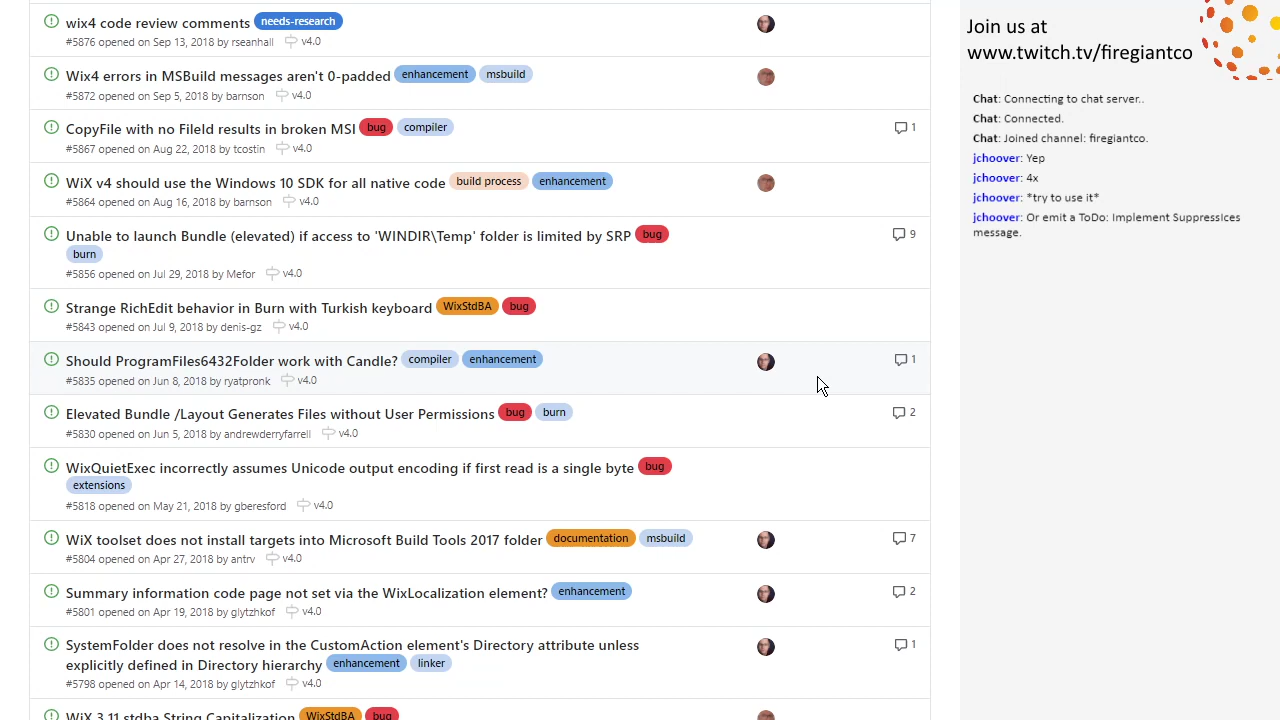 wix4 code review comments needs-research
#5876 opened on Sep 13, 2018 by rseanhall v4.0
Wix4 errors in MSBuild messages aren't 0-padded enhancement msbuild
#5872 opened on Sep 5, 2018 by barnson v4.0
CopyFile with no FileId results in broken MSI bug compiler 1
#5867 opened on Aug 22, 2018 by tcostin v4.0
WiX v4 should use the Windows 10 SDK for all native code build process enhancement
#5864 opened on Aug 16, 2018 by barnson v4.0
Unable to launch Bundle (elevated) if access to 'WINDIR\Temp' folder is limited by SRP bug 9
burn
#5856 opened on Jul 29, 2018 by Mefor v4.0
Strange RichEdit behavior in Burn with Turkish keyboard WixStdBA bug
#5843 opened on Jul 9, 2018 by denis-gz v4.0
Should ProgramFiles6432Folder work with Candle? compiler enhancement 1
#5835 opened on Jun 8, 2018 by ryatpronk v4.0
Elevated Bundle /Layout Generates Files without User Permissions bug burn 2
#5830 opened on Jun 5, 2018 by andrewderryfarrell v4.0
WixQuietExec incorrectly assumes Unicode output encoding if first read is a single byte bug
extensions
#5818 opened on May 21, 2018 by gberesford v4.0
WiX toolset does not install targets into Microsoft Build Tools 2017 folder documentation msbuild 7
#5804 opened on Apr 27, 2018 by antrv v4.0
Summary information code page not set via the WixLocalization element? enhancement 2
#5801 opened on Apr 19, 2018 by glytzhkof v4.0
SystemFolder does not resolve in the CustomAction element's Directory attribute unless 1
explicitly defined in Directory hierarchy enhancement linker
#5798 opened on Apr 14, 2018 by glytzhkof v4.0
WiX 3.11 stdba String Capitalization WixStdBA bug
Join us at
www.twitch.tv/firegiantco
Chat: Connecting to chat server..
Chat: Connected.
Chat: Joined channel: firegiantco.
jchoover: Yep
jchoover: 4x
jchoover: *try to use it*
jchoover: Or emit a ToDo: Implement SuppressIces
message.